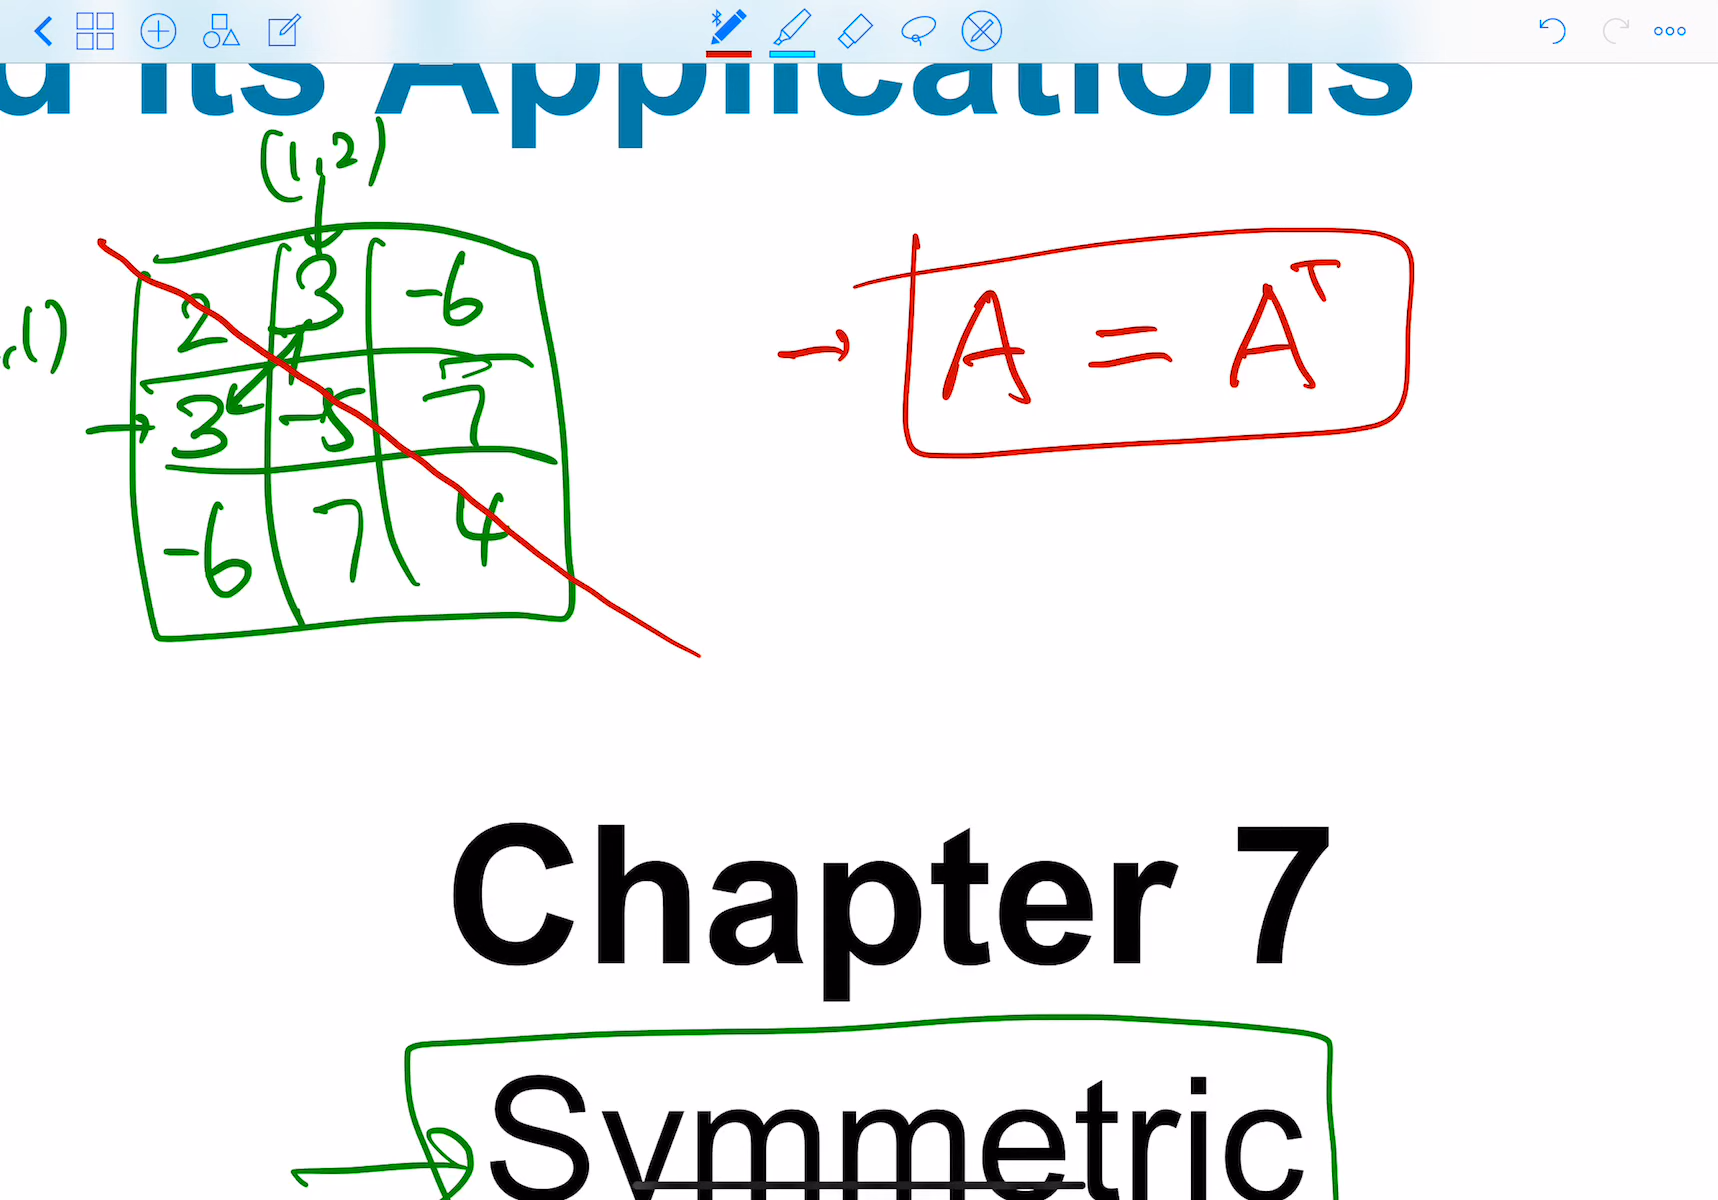 d its Applications
(1,2)
2 3 -6
,1)
3 -5 7
-6 7 4
A = Aᵀ
Chapter 7
Symmetric